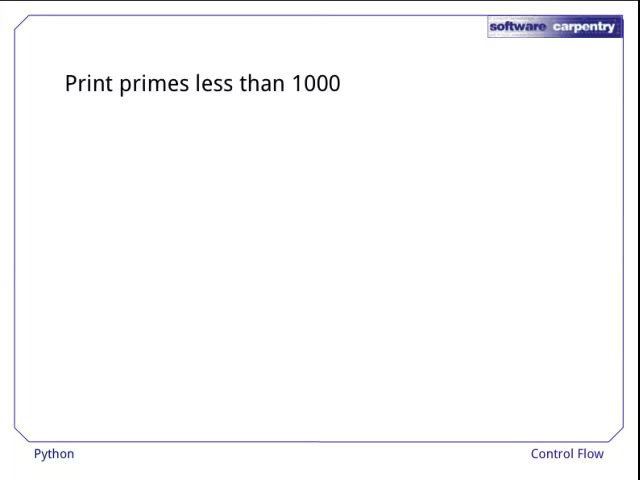 software carpentry
Print primes less than 1000
Python
Control Flow